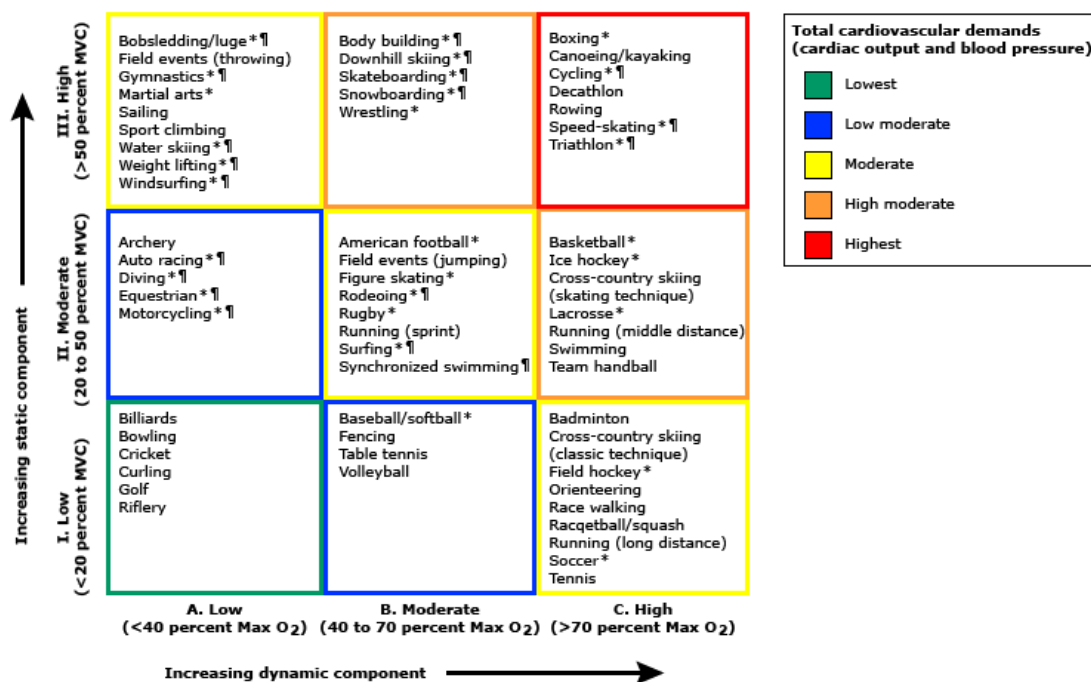 Increasing static component
III. High
(>50 percent MVC)
Bobsledding/luge*¶
Field events (throwing)
Gymnastics*¶
Martial arts*
Sailing
Sport climbing
Water skiing*¶
Weight lifting*¶
Windsurfing*¶
Body building*¶
Downhill skiing*¶
Skateboarding*¶
Snowboarding*¶
Wrestling*
Boxing*
Canoeing/kayaking
Cycling*¶
Decathlon
Rowing
Speed-skating*¶
Triathlon*¶
II. Moderate
(20 to 50 percent MVC)
Archery
Auto racing*¶
Diving*¶
Equestrian*¶
Motorcycling*¶
American football*
Field events (jumping)
Figure skating*
Rodeoing*¶
Rugby*
Running (sprint)
Surfing*¶
Synchronized swimming¶
Basketball*
Ice hockey*
Cross-country skiing
(skating technique)
Lacrosse*
Running (middle distance)
Swimming
Team handball
I. Low
(<20 percent MVC)
Billiards
Bowling
Cricket
Curling
Golf
Riflery
Baseball/softball*
Fencing
Table tennis
Volleyball
Badminton
Cross-country skiing
(classic technique)
Field hockey*
Orienteering
Race walking
Racqetball/squash
Running (long distance)
Soccer*
Tennis
A. Low
(<40 percent Max O2)
B. Moderate
(40 to 70 percent Max O2)
C. High
(>70 percent Max O2)
Increasing dynamic component
Total cardiovascular demands
(cardiac output and blood pressure)
Lowest
Low moderate
Moderate
High moderate
Highest